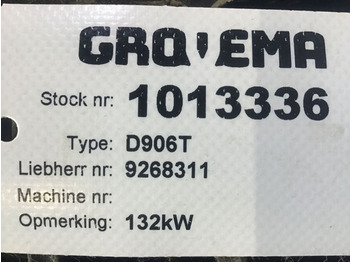 GRO'EMA
Stock nr: 1013336
Type: D906T
Liebherr nr: 9268311
Machine nr:
Opmerking: 132kW